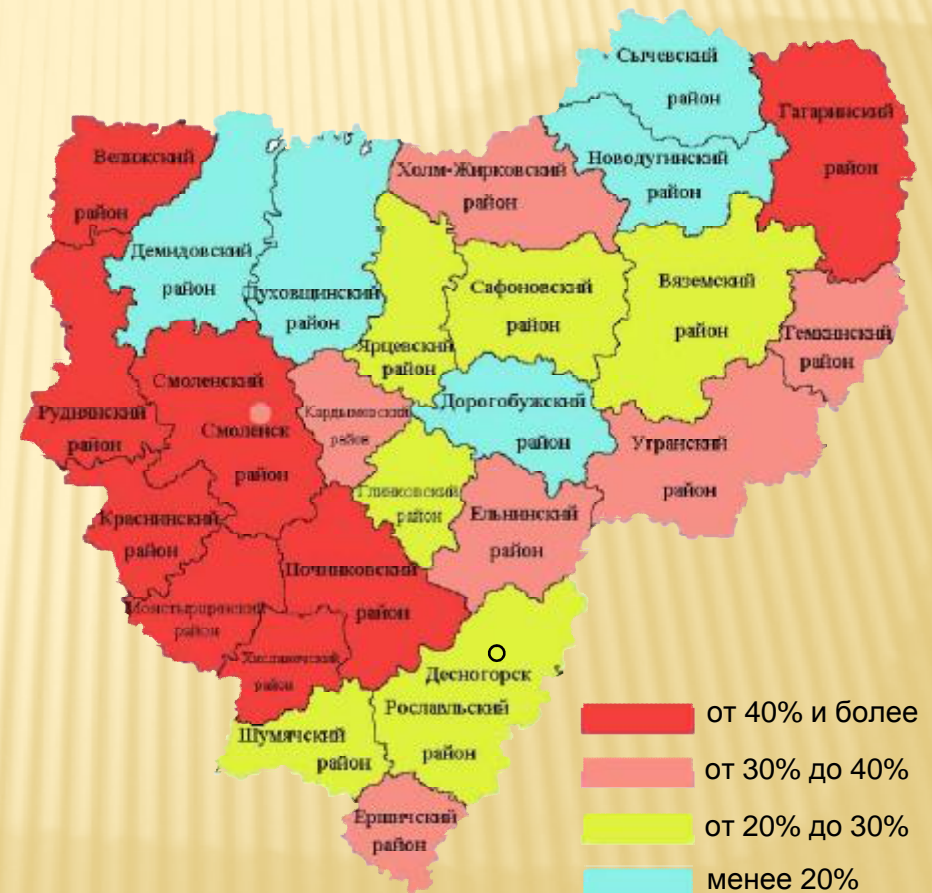 Сычевский
район
Гагаринский
район
Велижский
район
Холм-Жирковский
район
Новодугинский
район
Демидовский
район
Духовщинский
район
Сафоновский
район
Вяземский
район
Темкинский
район
Ярцевский
район
Смоленский
Смоленск
район
Руднянский
район
Кардымовский
район
Дорогобужский
район
Угранский
район
Глинковский
район
Ельнинский
район
Краснинский
район
Починковский
район
Монастырщинский
район
Хиславичский
район
Десногорск
Рославльский
район
Шумячский
район
Ершичский
район
от 40% и более
от 30% до 40%
от 20% до 30%
менее 20%